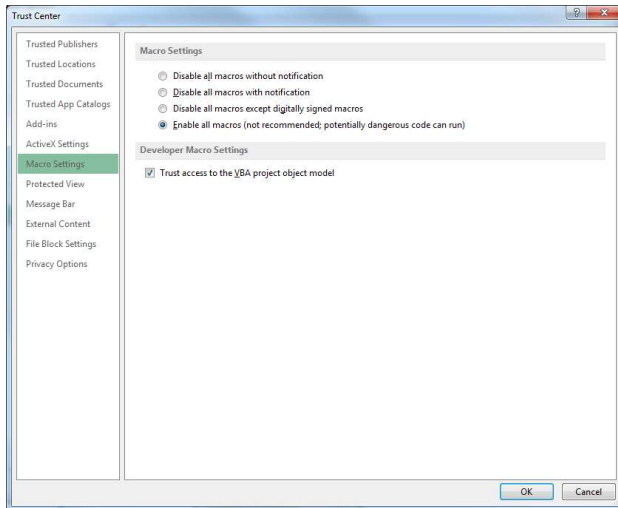 Trust Center
Trusted Publishers
Trusted Locations
Trusted Documents
Trusted App Catalogs
Add-ins
ActiveX Settings
Macro Settings
Protected View
Message Bar
External Content
File Block Settings
Privacy Options
Macro Settings
Disable all macros without notification
Disable all macros with notification
Disable all macros except digitally signed macros
Enable all macros (not recommended; potentially dangerous code can run)
Developer Macro Settings
Trust access to the VBA project object model
OK
Cancel